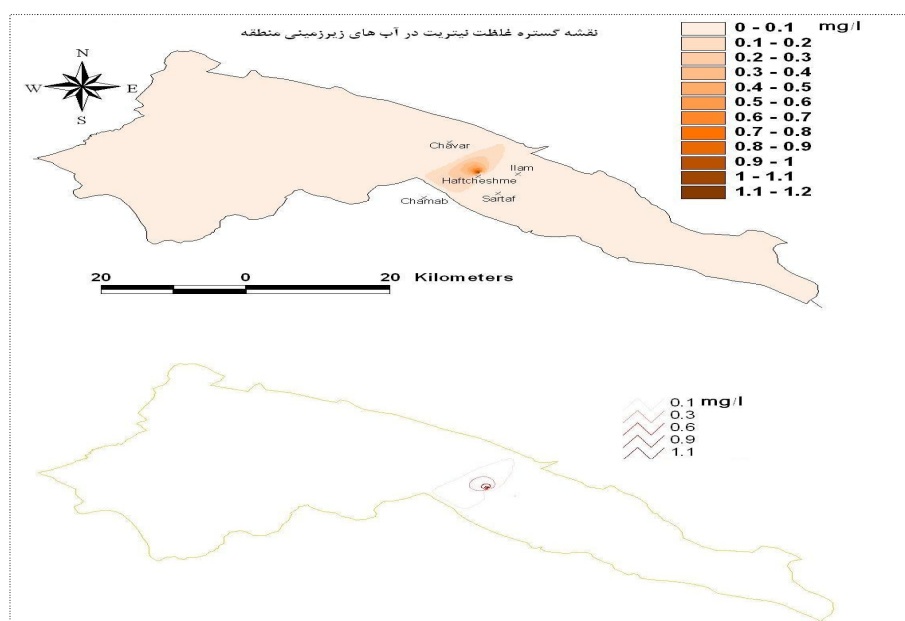 نقشه گستره غلظت نیتریت در آب های زیرزمینی منطقه
0 - 0.1 mg/l
0.1 - 0.2
0.2 - 0.3
0.3 - 0.4
0.4 - 0.5
0.5 - 0.6
0.6 - 0.7
0.7 - 0.8
0.8 - 0.9
0.9 - 1
1 - 1.1
1.1 - 1.2
N
W E
S
Chavar
Ilam
Haftcheshme
Chamab
Sartaf
20 0 20 Kilometers
0.1 mg/l
0.3
0.6
0.9
1.1